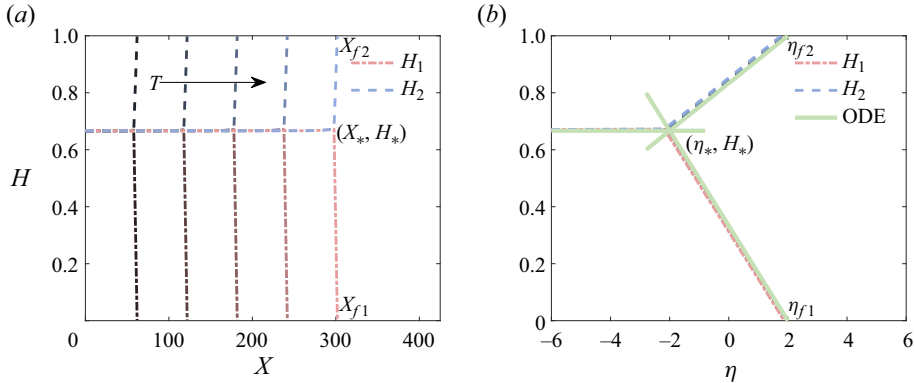 (a)
1.0
0.8
0.6
0.4
0.2
0
100
200
300
400
H
X
T
X_{f2}
H_1
H_2
(X_*, H_*)
X_{f1}
(b)
1.0
0.8
0.6
0.4
0.2
0
−6
−4
−2
0
2
4
6
η
η_{f2}
H_1
H_2
ODE
(η_*, H_*)
η_{f1}